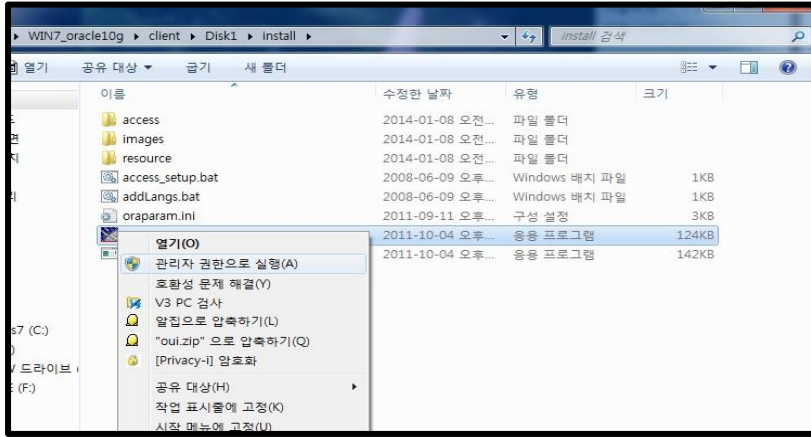 WIN7_oracle10g ▸ client ▸ Disk1 ▸ install ▸ install 검색
열기 공유 대상 ▼ 굽기 새 폴더
이름 수정한 날짜 유형 크기
access 2014-01-08 오전... 파일 폴더
images 2014-01-08 오전... 파일 폴더
resource 2014-01-08 오전... 파일 폴더
access_setup.bat 2008-06-09 오후... Windows 배치 파일 1KB
addLangs.bat 2008-06-09 오후... Windows 배치 파일 1KB
oraparam.ini 2011-09-11 오후... 구성 설정 3KB
2011-10-04 오후... 응용 프로그램 124KB
2011-10-04 오후... 응용 프로그램 142KB
열기(O)
관리자 권한으로 실행(A)
호환성 문제 해결(Y)
V3 PC 검사
알집으로 압축하기(L)
"oui.zip" 으로 압축하기(Q)
[Privacy-i] 암호화
공유 대상(H)
작업 표시줄에 고정(K)
시작 메뉴에 고정(U)
s7 (C:)
드라이브
(F:)